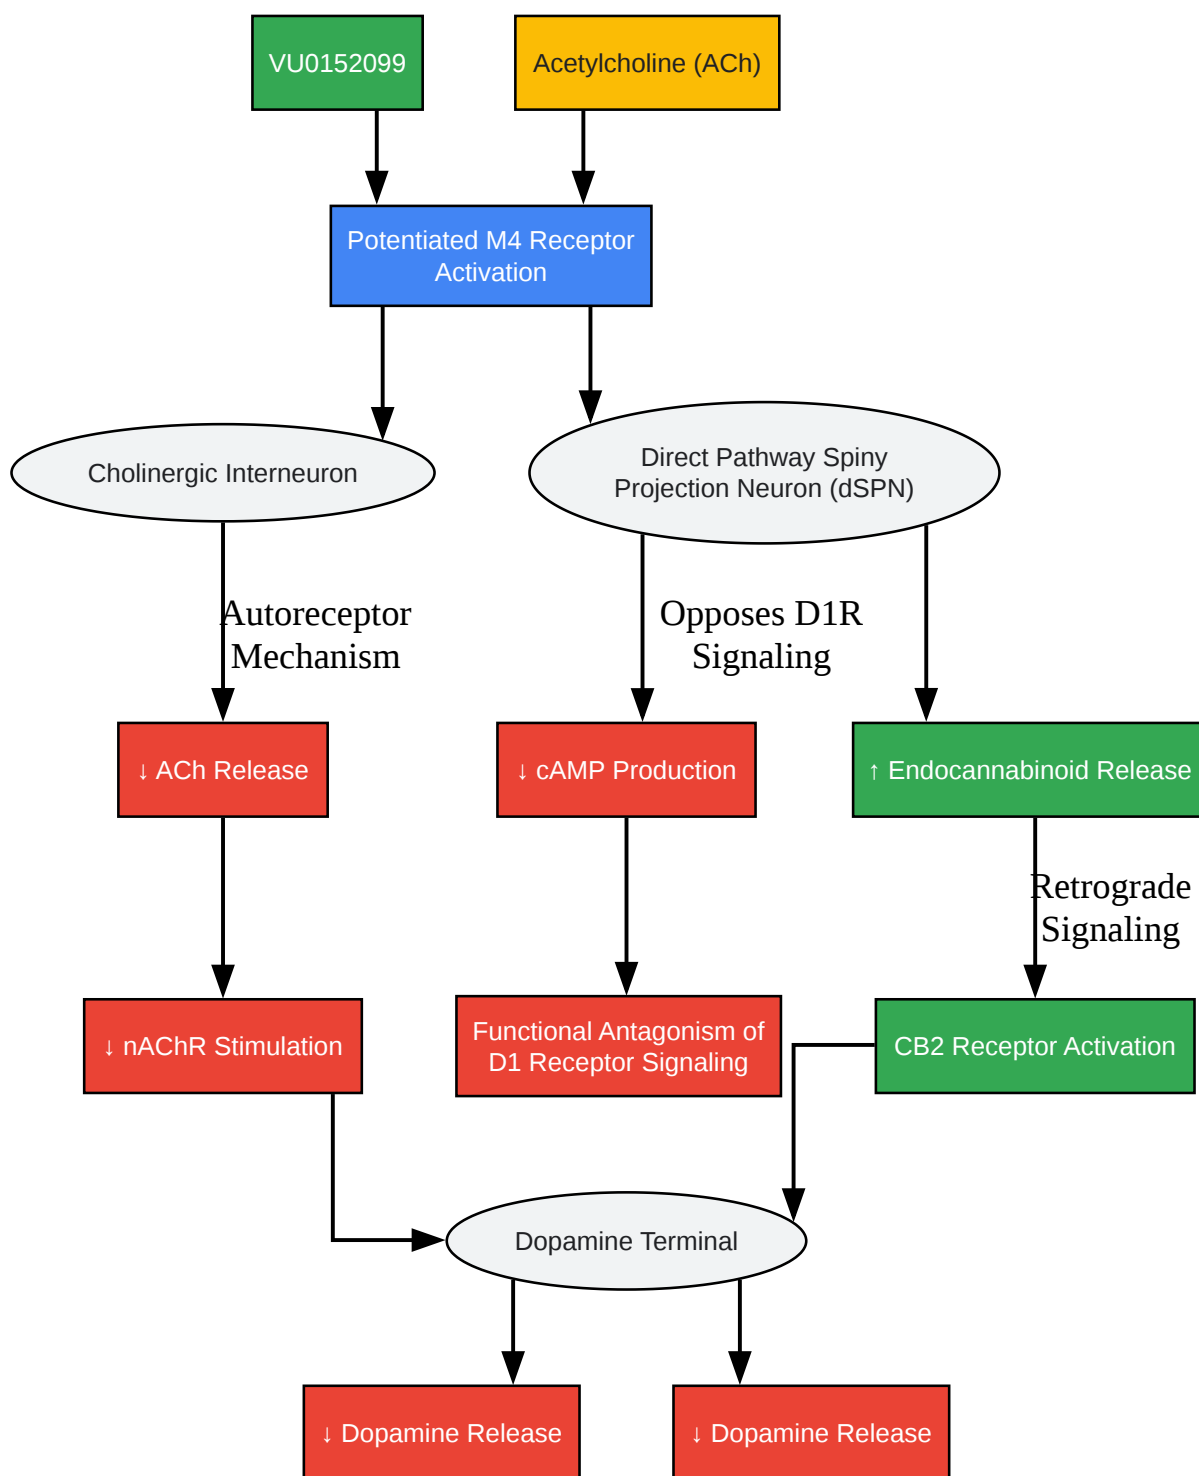 VU0152099
Acetylcholine (ACh)
Potentiated M4 Receptor
Activation
Cholinergic Interneuron
Direct Pathway Spiny
Projection Neuron (dSPN)
Autoreceptor
Mechanism
Opposes D1R
Signaling
↓ ACh Release
↓ cAMP Production
↑ Endocannabinoid Release
Retrograde
Signaling
↓ nAChR Stimulation
Functional Antagonism of
D1 Receptor Signaling
CB2 Receptor Activation
Dopamine Terminal
↓ Dopamine Release
↓ Dopamine Release